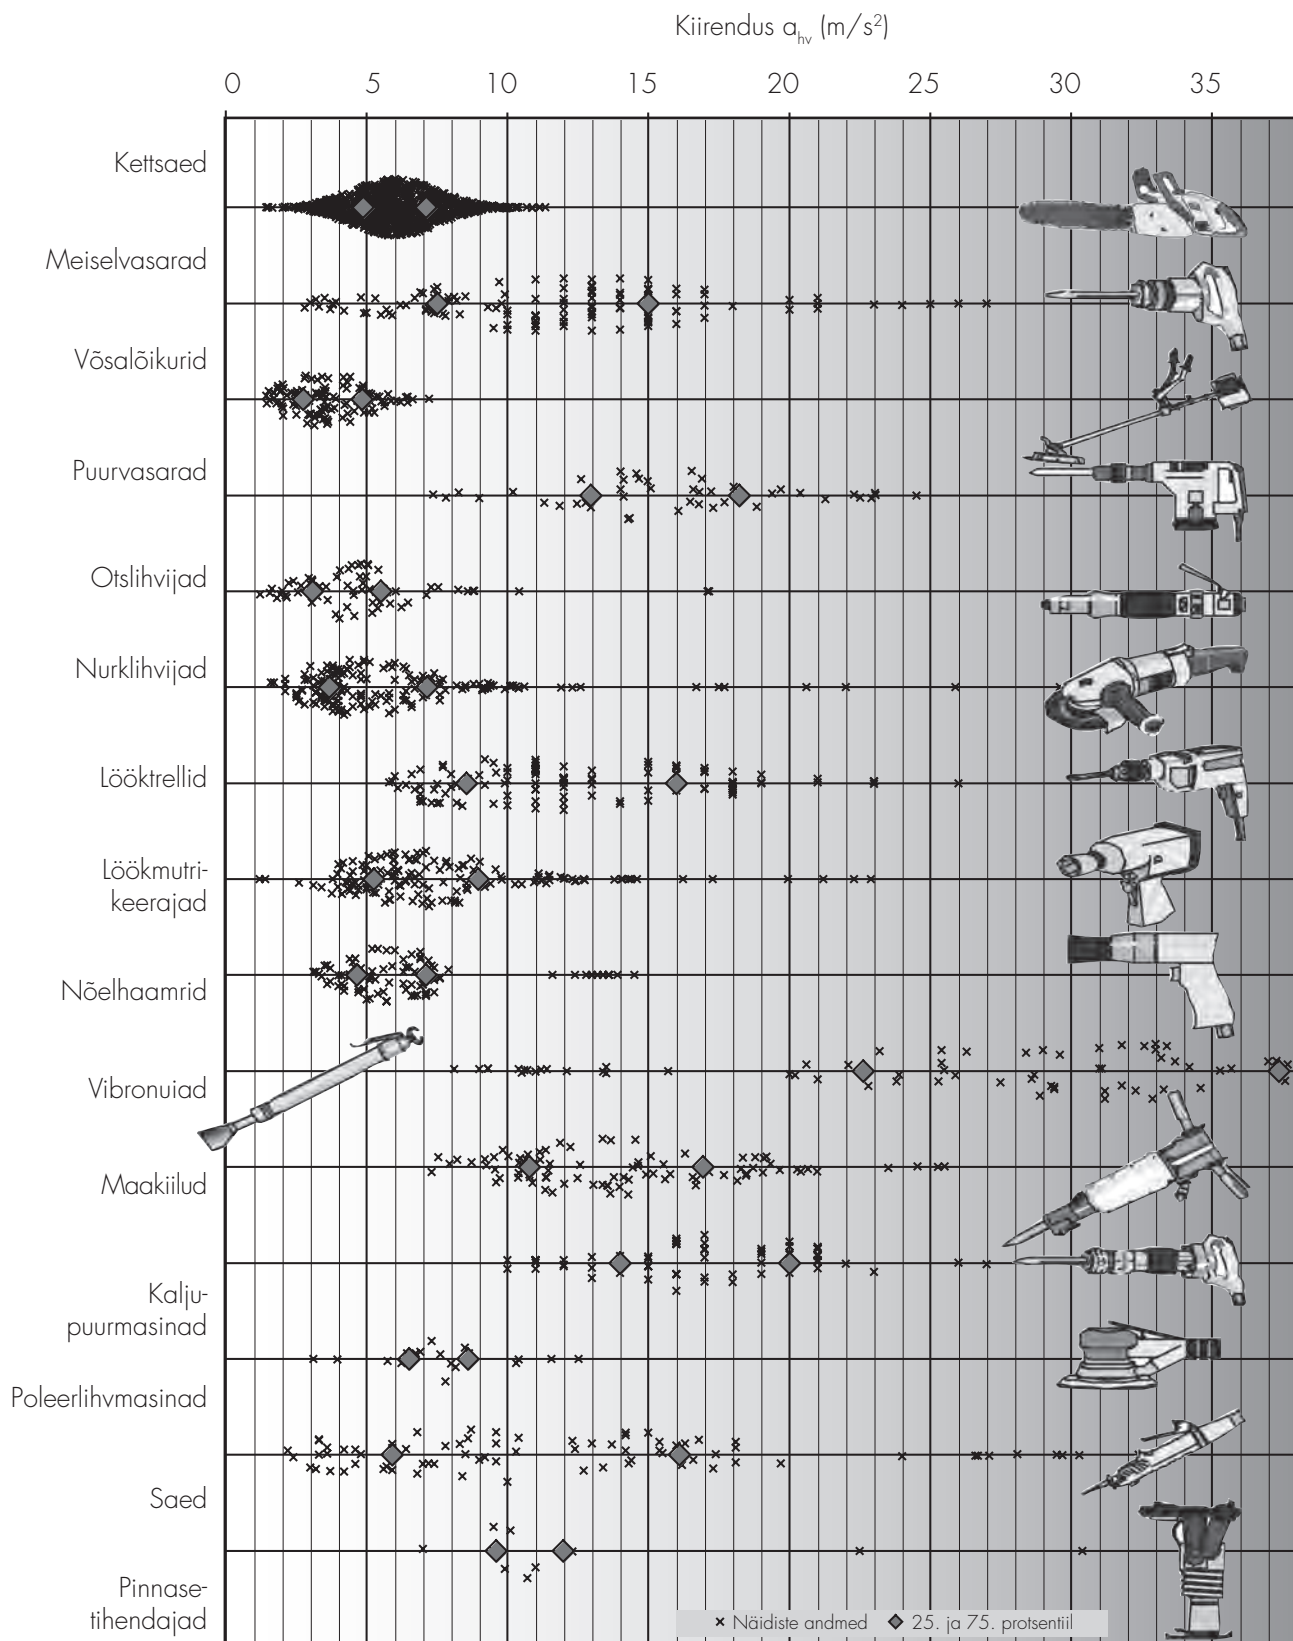 Kiirendus a_hv (m/s²)
0 5 10 15 20 25 30 35
Kettsaed
Meiselvasarad
Võsalõikurid
Puurvasarad
Otslihvijad
Nurklihvijad
Lööktrellid
Löökmutri-
keerajad
Nõelhaamrid
Vibronuiad
Maakiilud
Kalju-
puurmasinad
Poleerlihvmasinad
Saed
Pinnase-
tihendajad
Näidiste andmed 25. ja 75. protsentiil